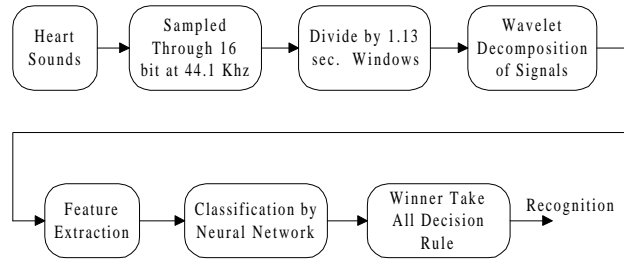 Heart
Sounds
Sampled
Through 16
bit at 44.1 Khz
Divide by 1.13
sec. Windows
Wavelet
Decomposition
of Signals
Feature
Extraction
Classification by
Neural Network
Winner Take
All Decision
Rule
Recognition